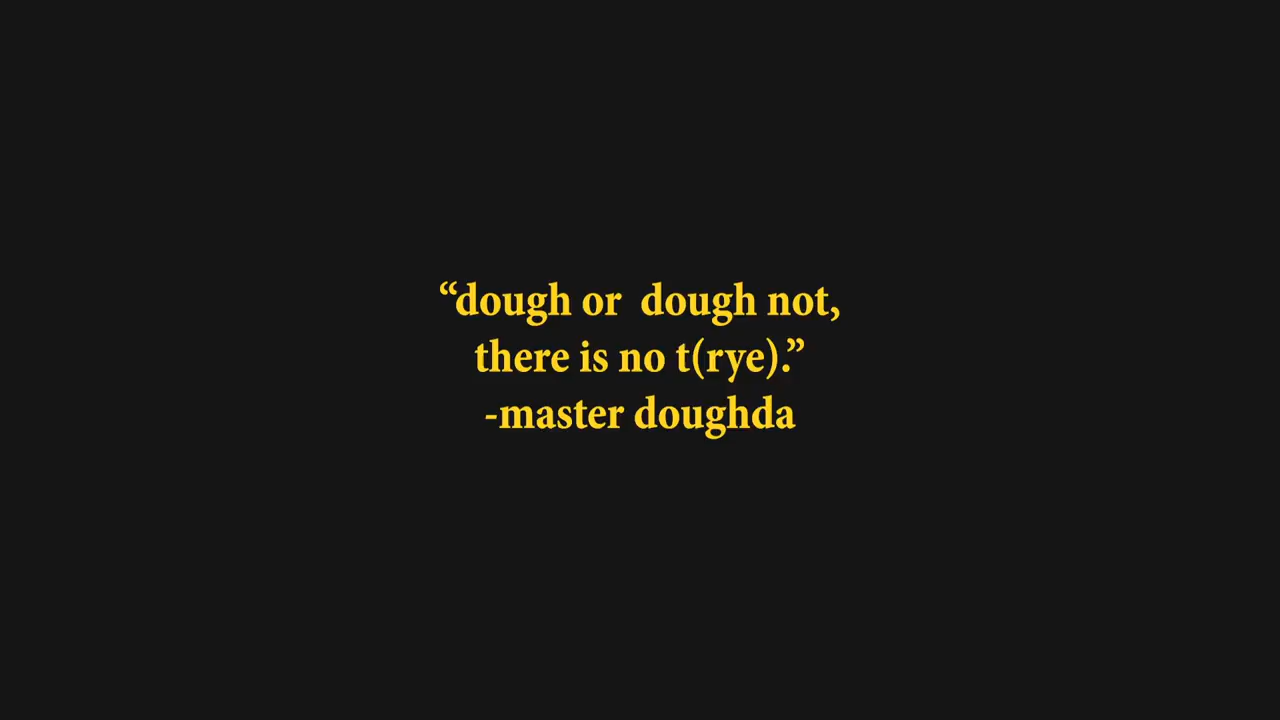 “dough or  dough not,
there is no t(rye).”
-master doughda